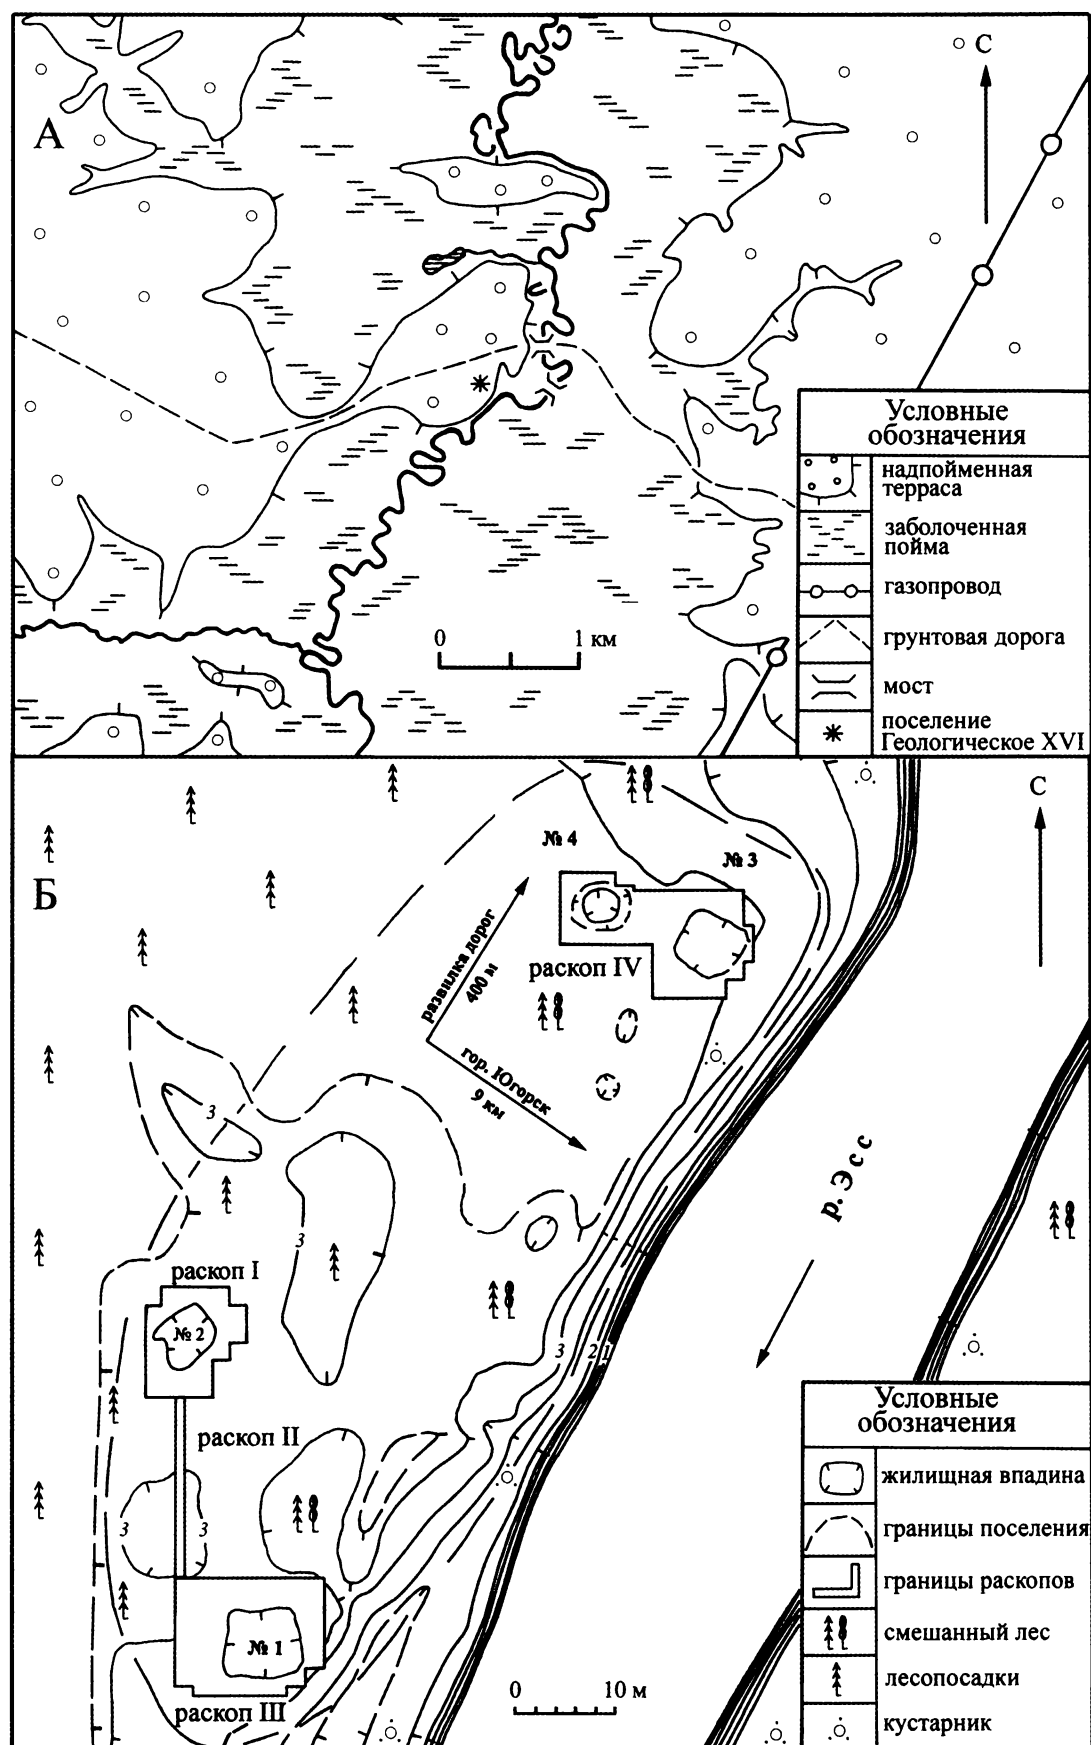 А
С
Условные
обозначения
надпойменная
терраса
заболоченная
пойма
газопровод
грунтовая дорога
мост
поселение
Геологическое XVI
0 1 км
Б
С
№ 4
№ 3
развилка дорог
400 м
раскоп IV
гор. Югорск
9 км
3
р. Эсс
3
раскоп I
№ 2
3 2 1
раскоп II
3 3
№ 1
раскоп III
0 10 м
Условные
обозначения
жилищная впадина
границы поселения
границы раскопов
смешанный лес
лесопосадки
кустарник